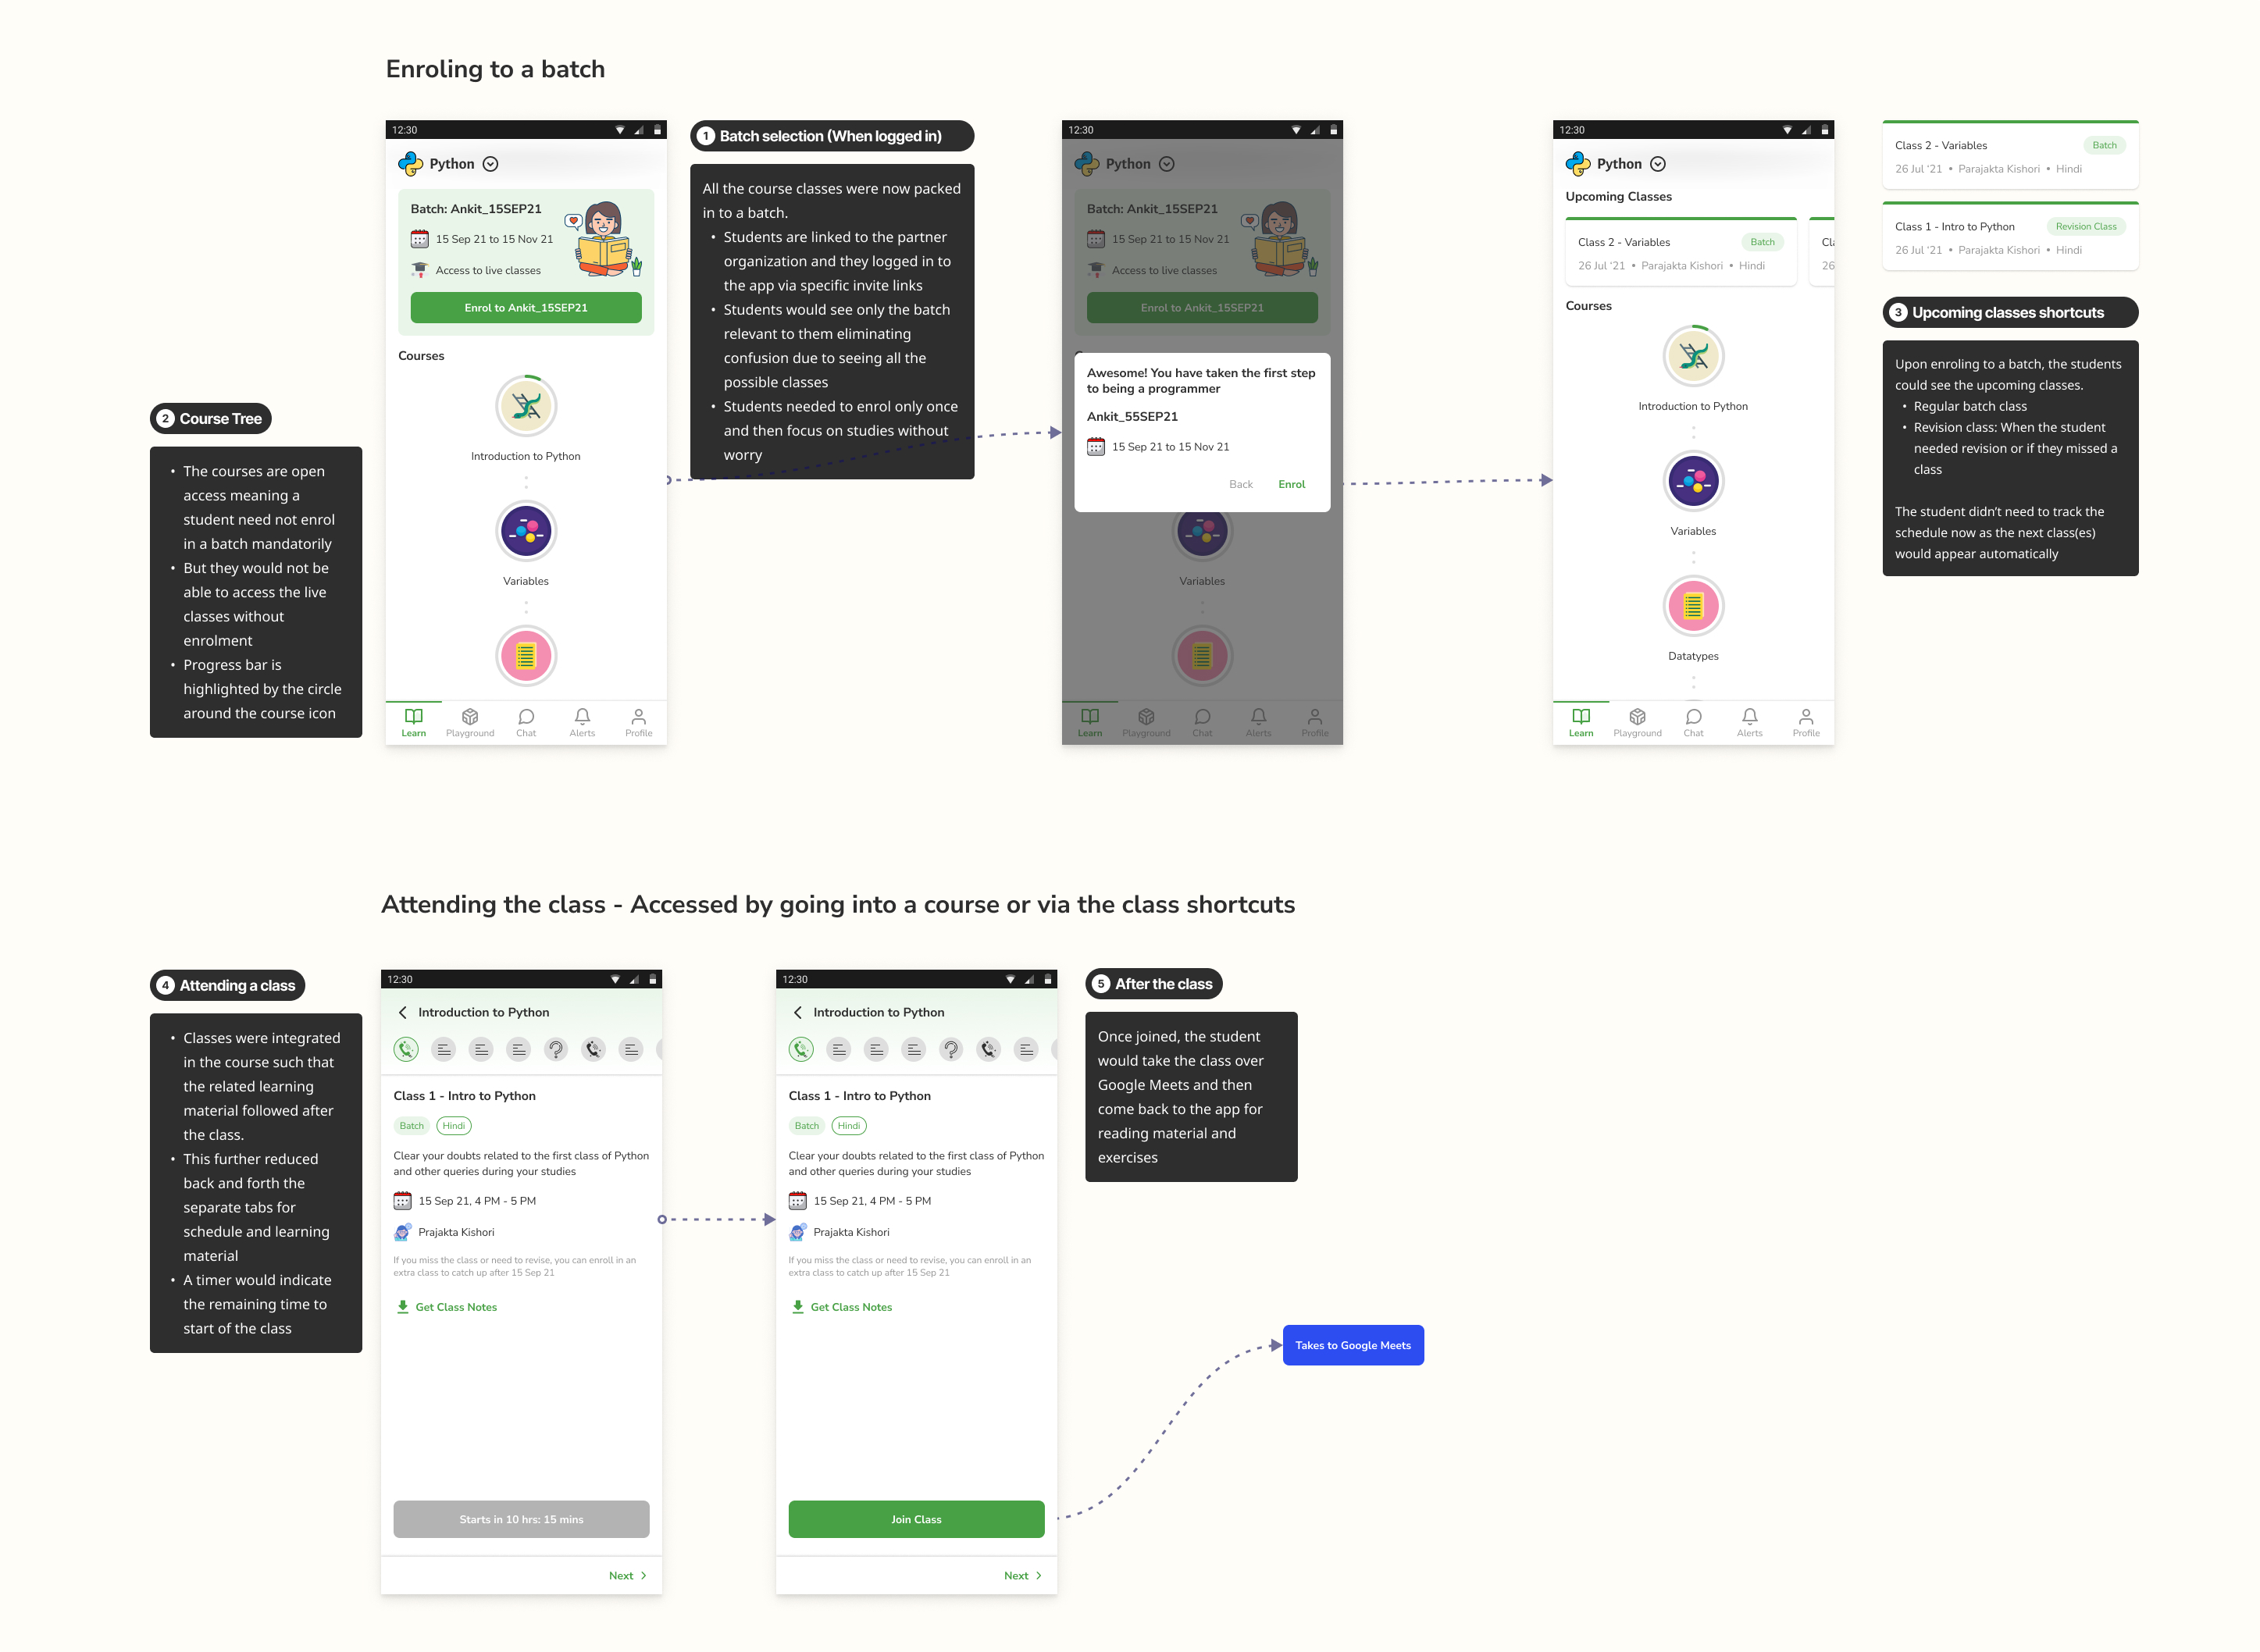 Enroling to a batch
12:30
Python
Batch: Ankit_15SEP21
15 Sep 21 to 15 Nov 21
Access to live classes
Enrol to Ankit_15SEP21
Courses
Introduction to Python
Variables
Learn
Playground
Chat
Alerts
Profile
1 Batch selection (When logged in)
All the course classes were now packed
in to a batch.
• Students are linked to the partner
organization and they logged in to
the app via specific invite links
• Students would see only the batch
relevant to them eliminating
confusion due to seeing all the
possible classes
• Students needed to enrol only once
and then focus on studies without
worry
2 Course Tree
• The courses are open
access meaning a
student need not enrol
in a batch mandatorily
• But they would not be
able to access the live
classes without
enrolment
• Progress bar is
highlighted by the circle
around the course icon
12:30
Python
Batch: Ankit_15SEP21
15 Sep 21 to 15 Nov 21
Access to live classes
Enrol to Ankit_15SEP21
Awesome! You have taken the first step
to being a programmer
Ankit_55SEP21
15 Sep 21 to 15 Nov 21
Back
Enrol
Variables
Learn
Playground
Chat
Alerts
Profile
12:30
Python
Upcoming Classes
Class 2 - Variables
Batch
26 Jul '21 • Parajakta Kishori • Hindi
Cl
26
Courses
Introduction to Python
Variables
Datatypes
Learn
Playground
Chat
Alerts
Profile
Class 2 - Variables
Batch
26 Jul '21 • Parajakta Kishori • Hindi
Class 1 - Intro to Python
Revision Class
26 Jul '21 • Parajakta Kishori • Hindi
3 Upcoming classes shortcuts
Upon enroling to a batch, the students
could see the upcoming classes.
• Regular batch class
• Revision class: When the student
needed revision or if they missed a
class
The student didn’t need to track the
schedule now as the next class(es)
would appear automatically
Attending the class - Accessed by going into a course or via the class shortcuts
4 Attending a class
• Classes were integrated
in the course such that
the related learning
material followed after
the class.
• This further reduced
back and forth the
separate tabs for
schedule and learning
material
• A timer would indicate
the remaining time to
start of the class
12:30
Introduction to Python
Class 1 - Intro to Python
Batch
Hindi
Clear your doubts related to the first class of Python
and other queries during your studies
15 Sep 21, 4 PM - 5 PM
Prajakta Kishori
If you miss the class or need to revise, you can enroll in an
extra class to catch up after 15 Sep 21
Get Class Notes
Starts in 10 hrs: 15 mins
Next
12:30
Introduction to Python
Class 1 - Intro to Python
Batch
Hindi
Clear your doubts related to the first class of Python
and other queries during your studies
15 Sep 21, 4 PM - 5 PM
Prajakta Kishori
If you miss the class or need to revise, you can enroll in an
extra class to catch up after 15 Sep 21
Get Class Notes
Join Class
Next
5 After the class
Once joined, the student
would take the class over
Google Meets and then
come back to the app for
reading material and
exercises
Takes to Google Meets